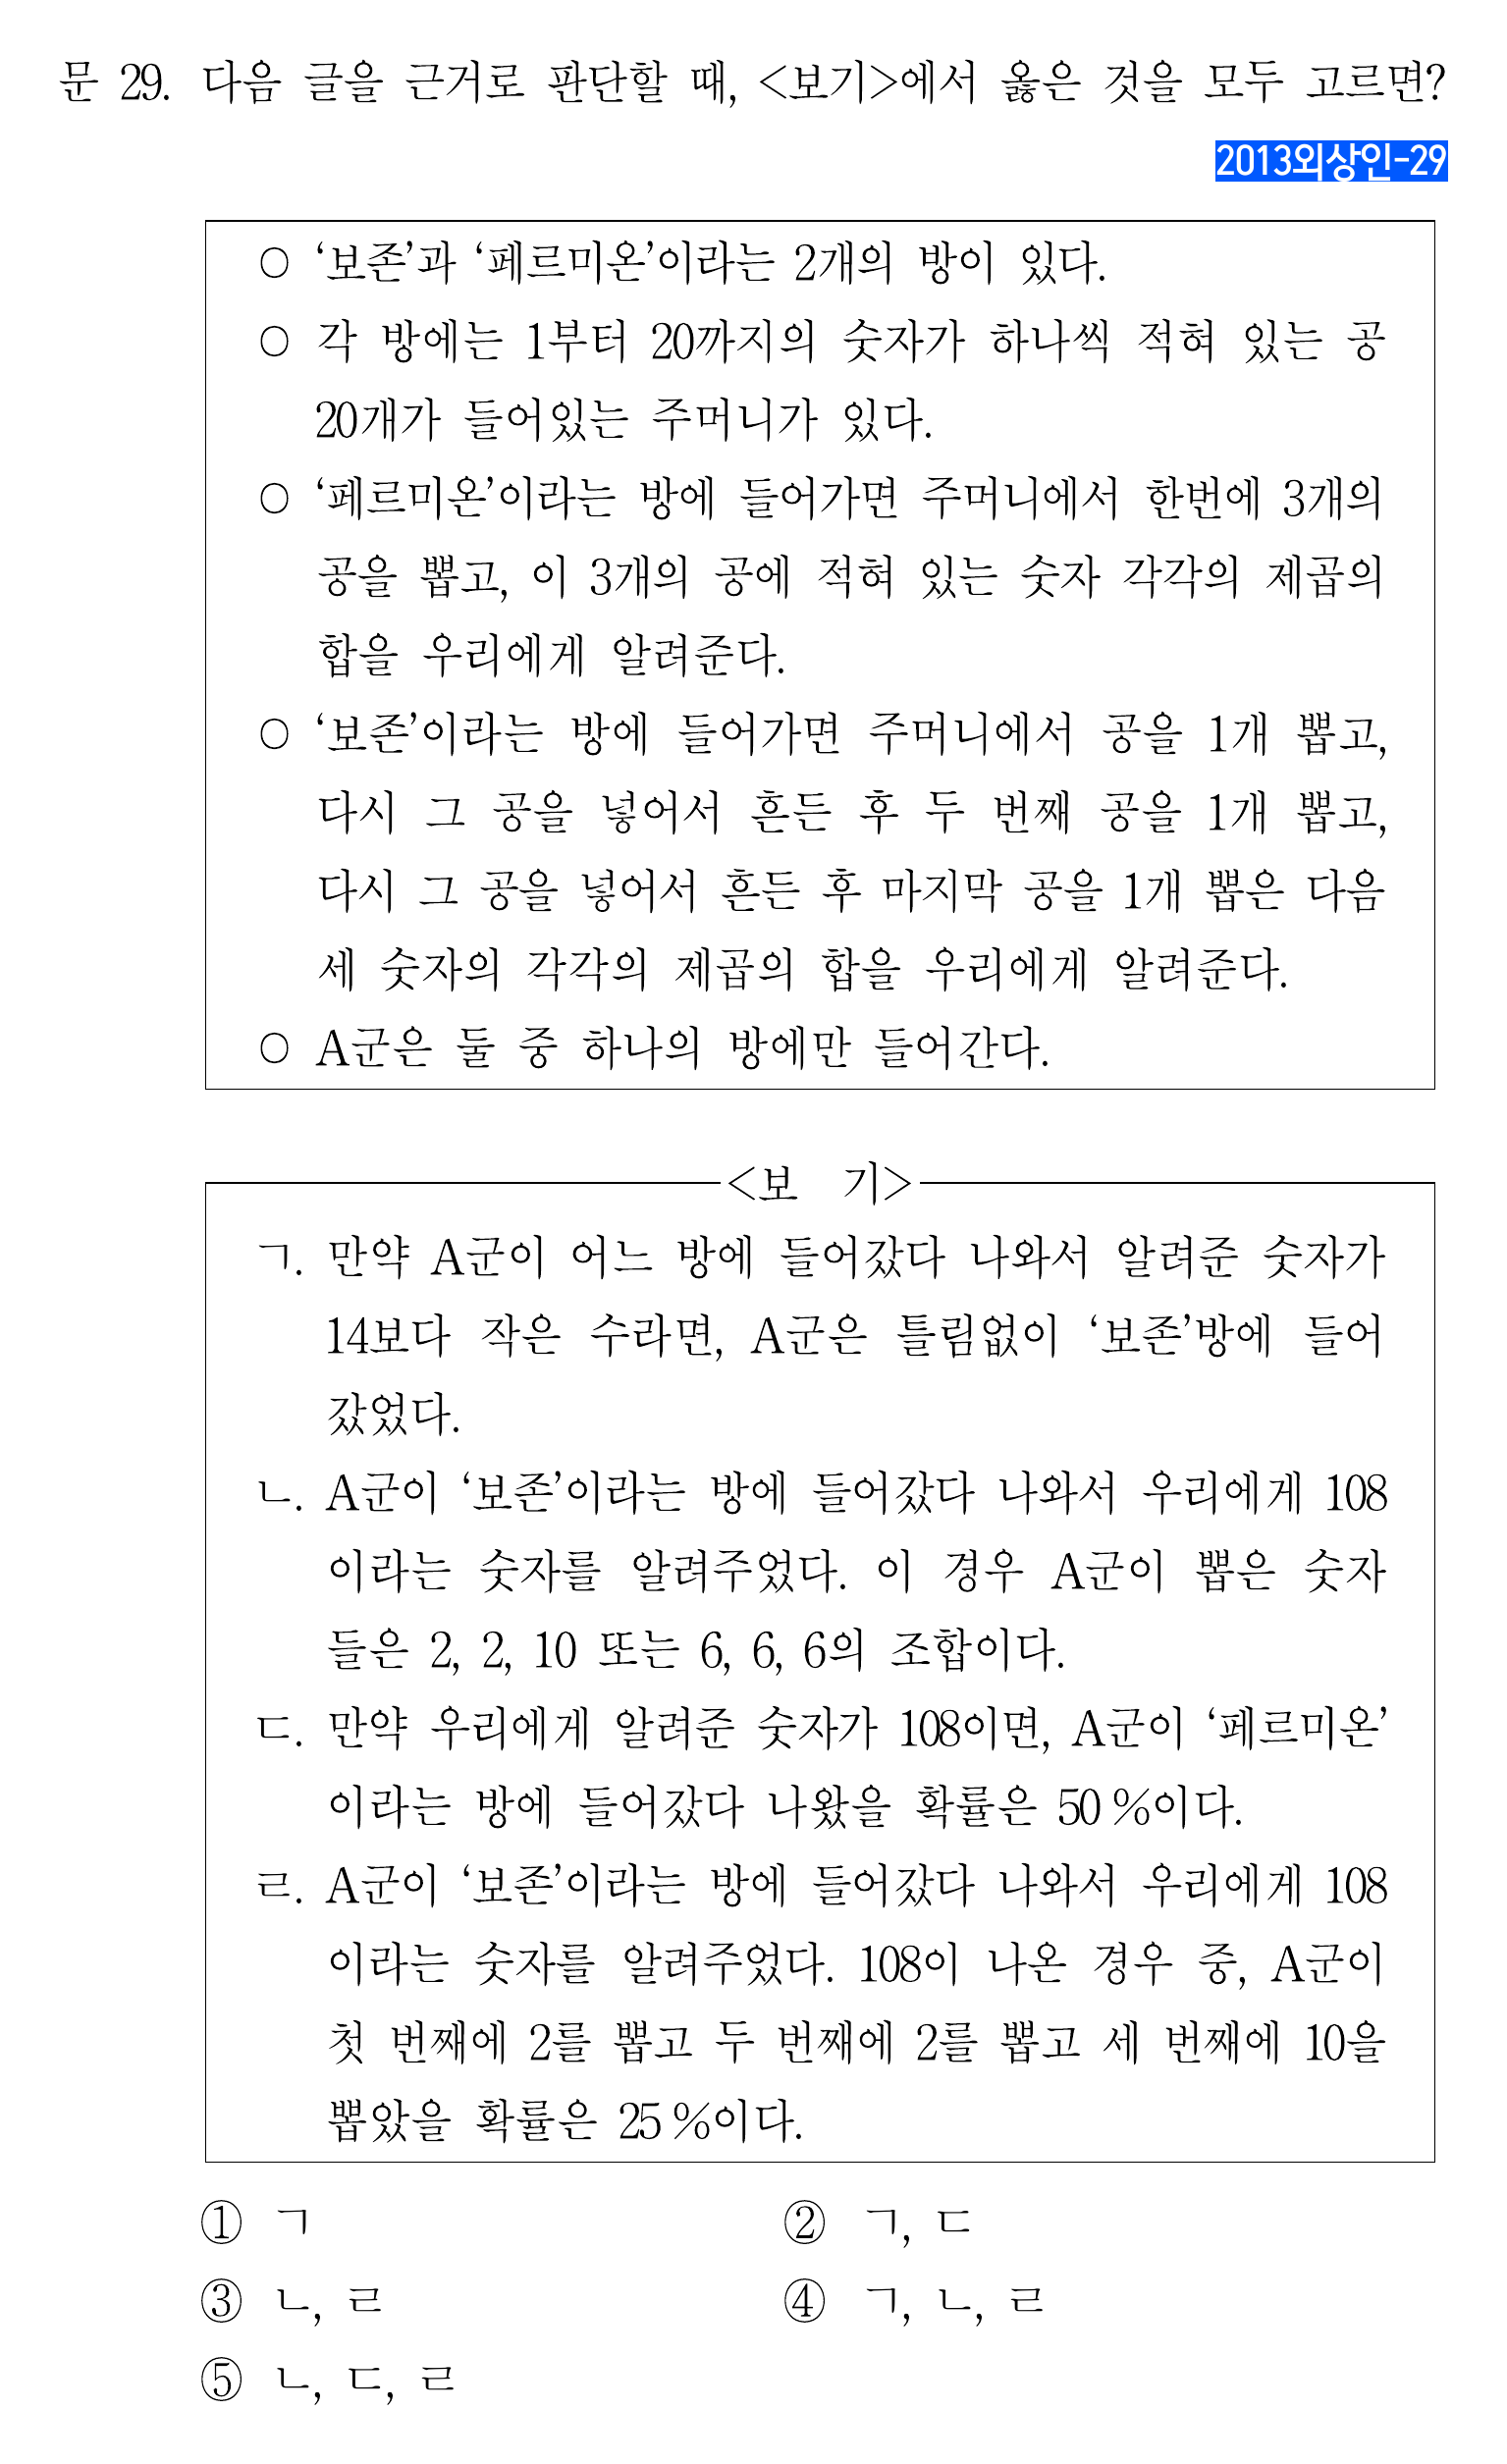 문 29. 다음 글을 근거로 판단할 때, <보기>에서 옳은 것을 모두 고르면?
2013외상인-29
○ ‘보존’과 ‘페르미온’이라는 2개의 방이 있다.
○ 각 방에는 1부터 20까지의 숫자가 하나씩 적혀 있는 공
20개가 들어있는 주머니가 있다.
○ ‘페르미온’이라는 방에 들어가면 주머니에서 한번에 3개의
공을 뽑고, 이 3개의 공에 적혀 있는 숫자 각각의 제곱의
합을 우리에게 알려준다.
○ ‘보존’이라는 방에 들어가면 주머니에서 공을 1개 뽑고,
다시 그 공을 넣어서 흔든 후 두 번째 공을 1개 뽑고,
다시 그 공을 넣어서 흔든 후 마지막 공을 1개 뽑은 다음
세 숫자의 각각의 제곱의 합을 우리에게 알려준다.
○ A군은 둘 중 하나의 방에만 들어간다.
<보 기>
ㄱ. 만약 A군이 어느 방에 들어갔다 나와서 알려준 숫자가
14보다 작은 수라면, A군은 틀림없이 ‘보존’방에 들어
갔었다.
ㄴ. A군이 ‘보존’이라는 방에 들어갔다 나와서 우리에게 108
이라는 숫자를 알려주었다. 이 경우 A군이 뽑은 숫자
들은 2, 2, 10 또는 6, 6, 6의 조합이다.
ㄷ. 만약 우리에게 알려준 숫자가 108이면, A군이 ‘페르미온’
이라는 방에 들어갔다 나왔을 확률은 50 %이다.
ㄹ. A군이 ‘보존’이라는 방에 들어갔다 나와서 우리에게 108
이라는 숫자를 알려주었다. 108이 나온 경우 중, A군이
첫 번째에 2를 뽑고 두 번째에 2를 뽑고 세 번째에 10을
뽑았을 확률은 25 %이다.
① ㄱ ② ㄱ, ㄷ
③ ㄴ, ㄹ ④ ㄱ, ㄴ, ㄹ
⑤ ㄴ, ㄷ, ㄹ